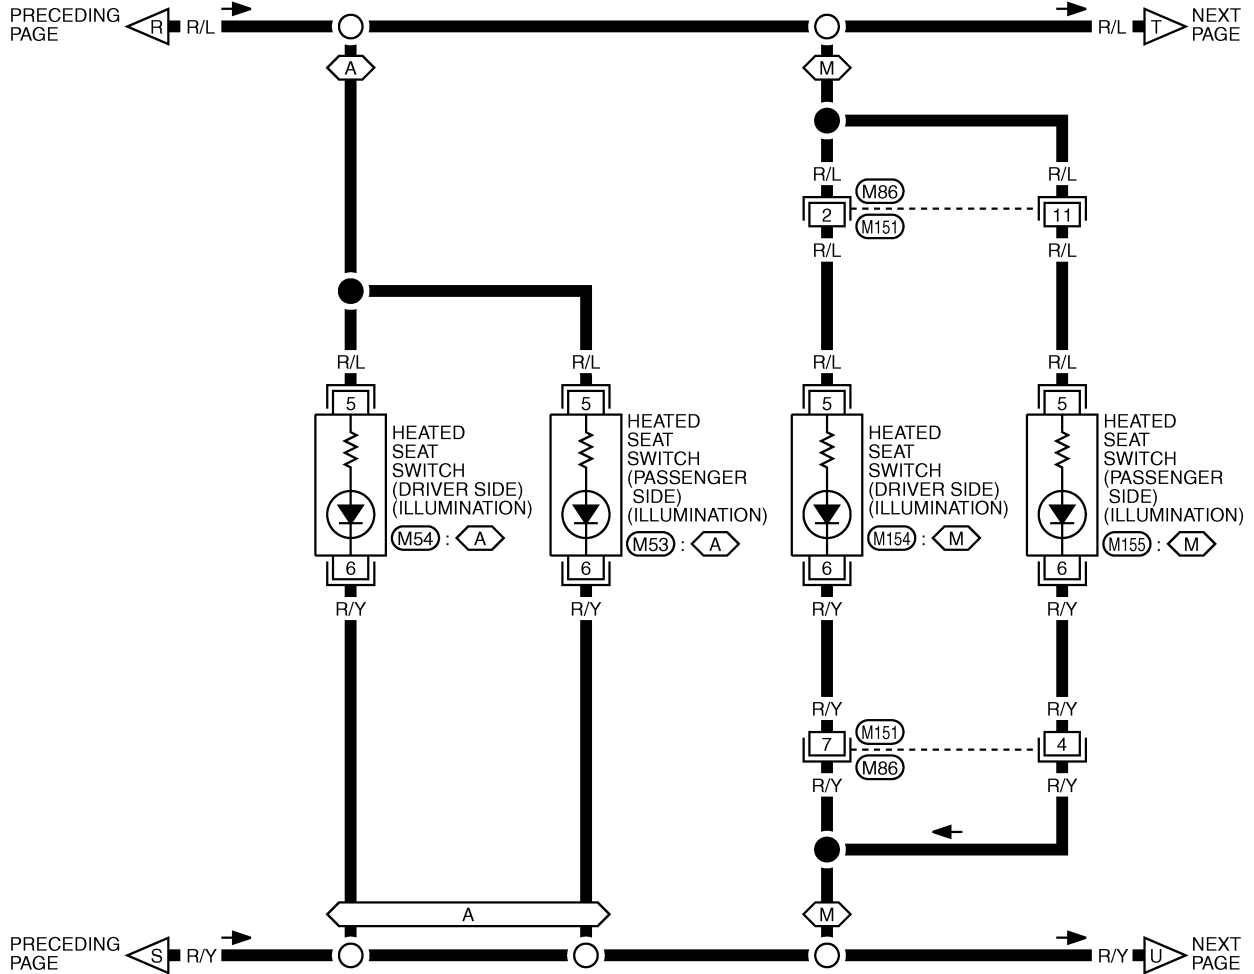 PRECEDING
PAGE
R
R/L
R/L
T
NEXT
PAGE
A
M
R/L
R/L
M86
2
11
M151
R/L
R/L
R/L
R/L
R/L
R/L
5
5
5
5
HEATED
SEAT
SWITCH
(DRIVER SIDE)
(ILLUMINATION)
M54 : A
HEATED
SEAT
SWITCH
(PASSENGER
SIDE)
(ILLUMINATION)
M53 : A
HEATED
SEAT
SWITCH
(DRIVER SIDE)
(ILLUMINATION)
M154 : M
HEATED
SEAT
SWITCH
(PASSENGER
SIDE)
(ILLUMINATION)
M155 : M
6
6
6
6
R/Y
R/Y
R/Y
R/Y
R/Y
R/Y
M151
7
4
M86
R/Y
R/Y
A
M
PRECEDING
PAGE
S
R/Y
R/Y
U
NEXT
PAGE